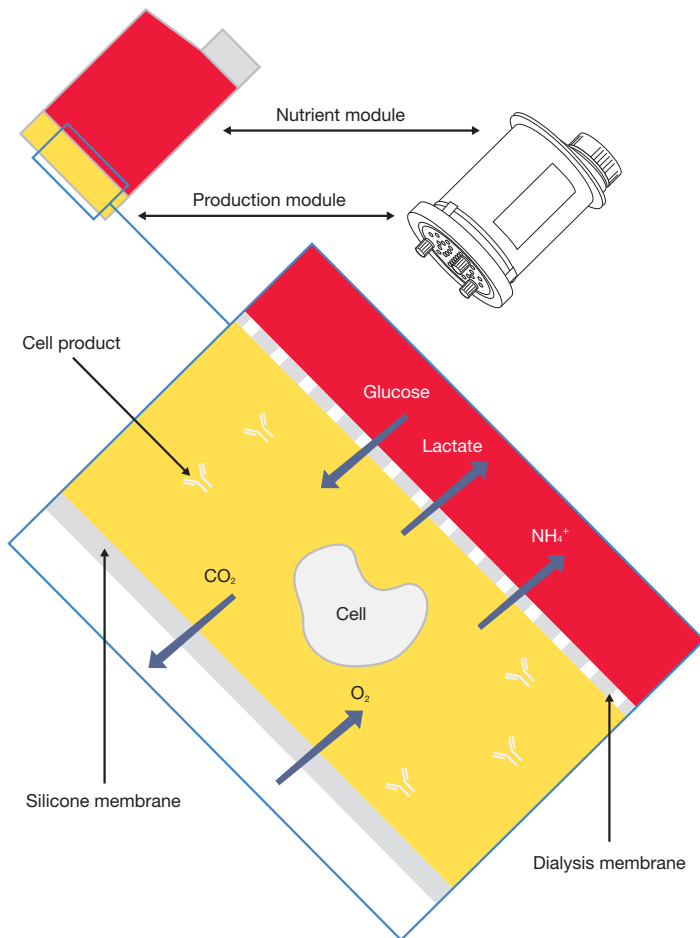 Nutrient module
Production module
Cell product
Glucose
Lactate
NH₄⁺
CO₂
Cell
O₂
Silicone membrane
Dialysis membrane